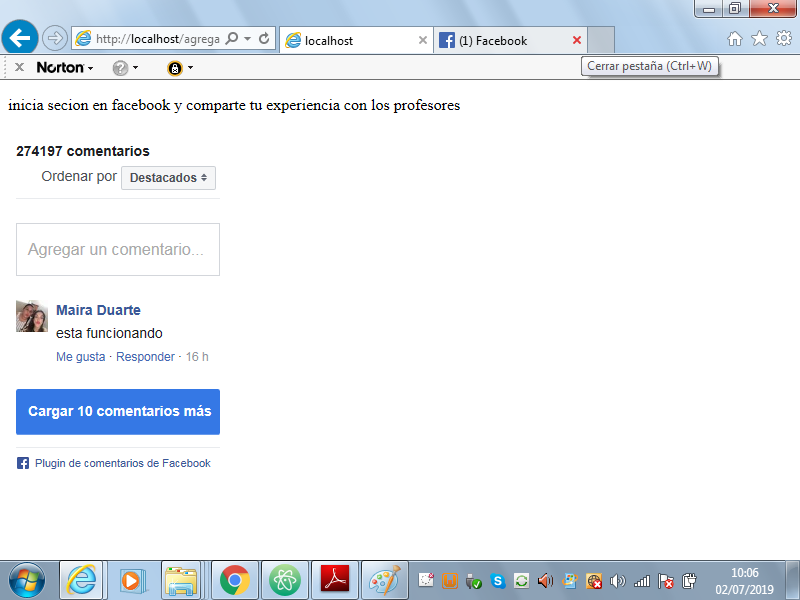 http://localhost/agrega
localhost
(1) Facebook
Norton
Cerrar pestaña (Ctrl+W)
inicia secion en facebook y comparte tu experiencia con los profesores
274197 comentarios
Ordenar por Destacados
Agregar un comentario...
Maira Duarte
esta funcionando
Me gusta · Responder · 16 h
Cargar 10 comentarios más
Plugin de comentarios de Facebook
10:06
02/07/2019